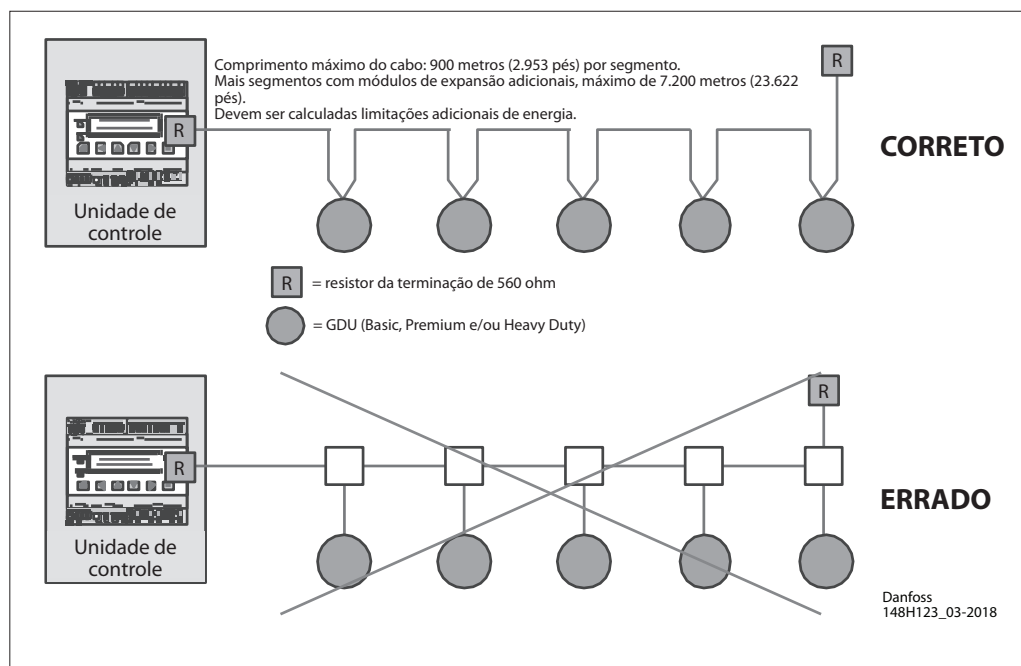 Comprimento máximo do cabo: 900 metros (2.953 pés) por segmento.
Mais segmentos com módulos de expansão adicionais, máximo de 7.200 metros (23.622
pés).
Devem ser calculadas limitações adicionais de energia.
R
R
CORRETO
Unidade de
controle
R = resistor da terminação de 560 ohm
= GDU (Basic, Premium e/ou Heavy Duty)
R
R
ERRADO
Unidade de
controle
Danfoss
148H123_03-2018